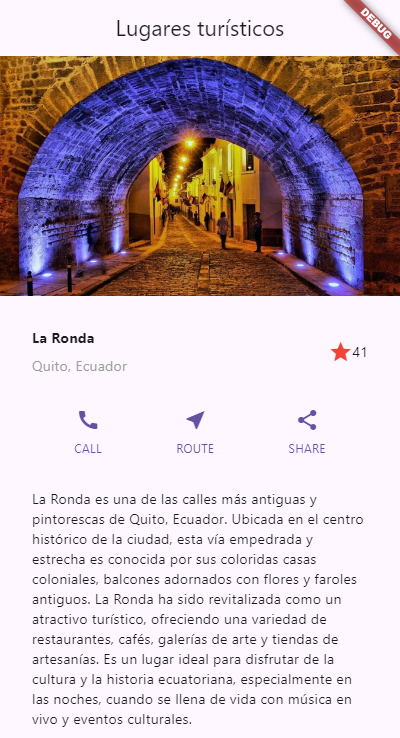 Lugares turísticos
DEBUG
La Ronda
Quito, Ecuador
41
CALL
ROUTE
SHARE
La Ronda es una de las calles más antiguas y
pintorescas de Quito, Ecuador. Ubicada en el centro
histórico de la ciudad, esta vía empedrada y
estrecha es conocida por sus coloridas casas
coloniales, balcones adornados con flores y faroles
antiguos. La Ronda ha sido revitalizada como un
atractivo turístico, ofreciendo una variedad de
restaurantes, cafés, galerías de arte y tiendas de
artesanías. Es un lugar ideal para disfrutar de la
cultura y la historia ecuatoriana, especialmente en
las noches, cuando se llena de vida con música en
vivo y eventos culturales.